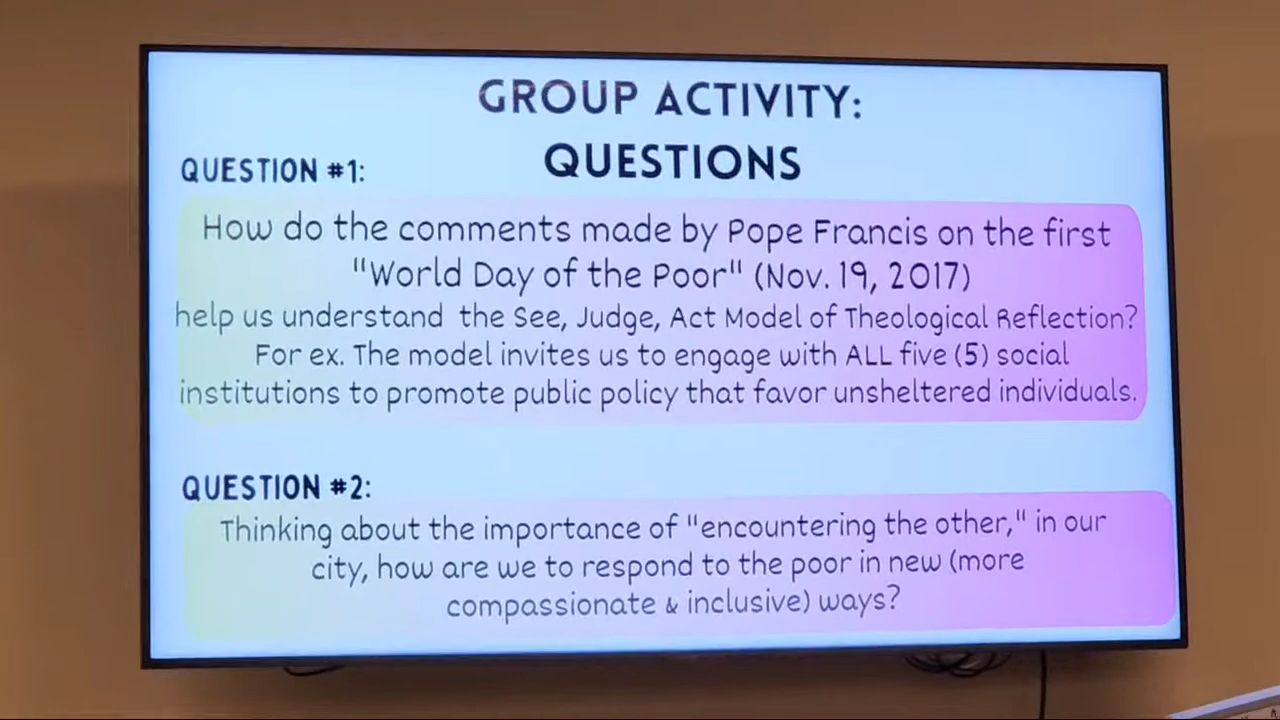 GROUP ACTIVITY:
QUESTIONS
QUESTION #1:
How do the comments made by Pope Francis on the first
"World Day of the Poor" (Nov. 19, 2017)
help us understand the See, Judge, Act Model of Theological Reflection?
For ex. The model invites us to engage with ALL five (5) social
institutions to promote public policy that favor unsheltered individuals.
QUESTION #2:
Thinking about the importance of "encountering the other," in our
city, how are we to respond to the poor in new (more
compassionate & inclusive) ways?